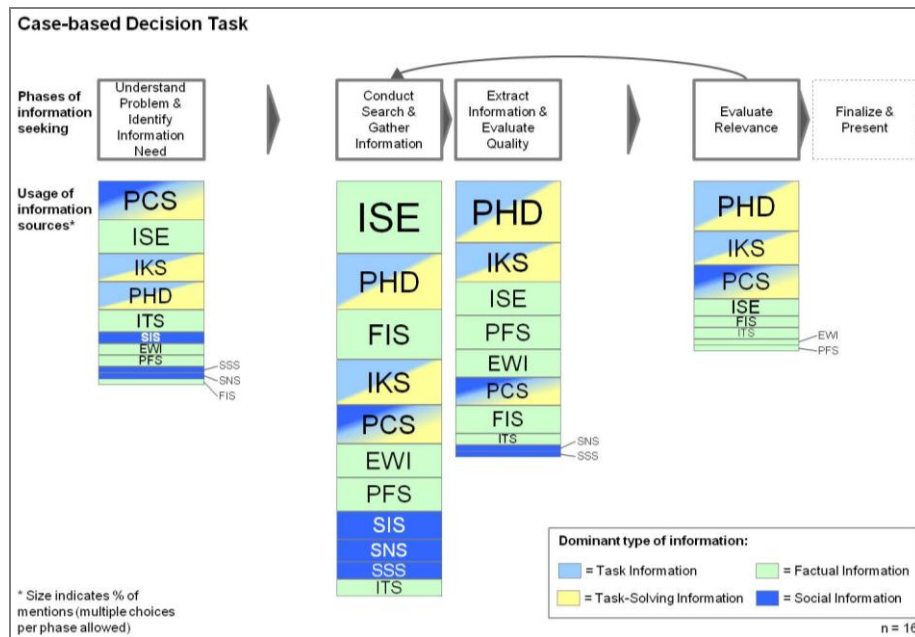 Case-based Decision Task
Phases of
information
seeking
Understand
Problem &
Identify
Information
Need
Conduct
Search &
Gather
Information
Extract
Information &
Evaluate
Quality
Evaluate
Relevance
Finalize &
Present
Usage of
information
sources*
PCS
ISE
IKS
PHD
ITS
SIS
EWI
PFS
SSS
SNS
FIS
ISE
PHD
FIS
IKS
PCS
EWI
PFS
SIS
SNS
SSS
ITS
PHD
IKS
ISE
PFS
EWI
PCS
FIS
ITS
SNS
SSS
PHD
IKS
PCS
ISE
FIS
ITS
EWI
PFS
Dominant type of information:
= Task Information
= Factual Information
= Task-Solving Information
= Social Information
* Size indicates % of
mentions (multiple choices
per phase allowed)
n = 16